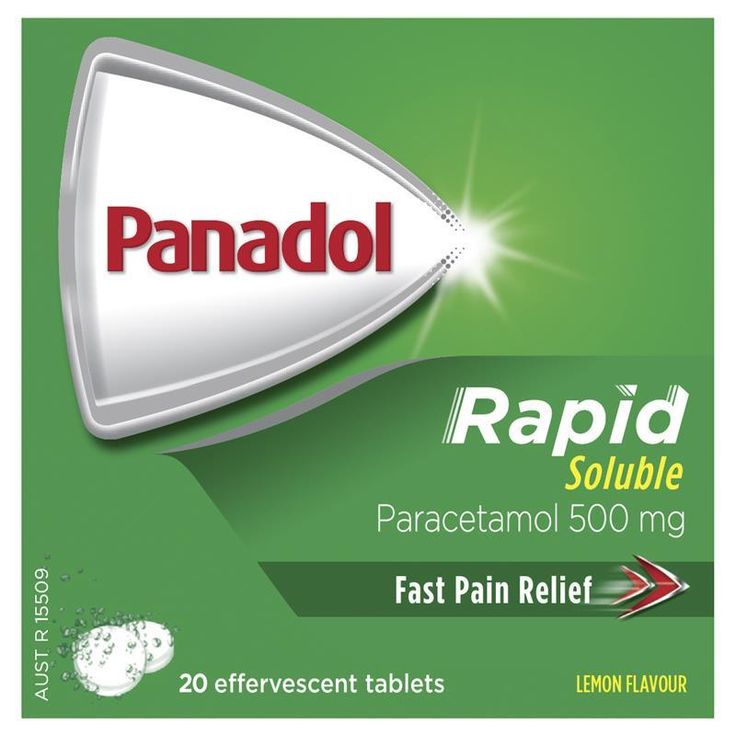 Panadol
Rapid
Soluble
Paracetamol 500 mg
Fast Pain Relief
AUST R 15509
20 effervescent tablets
LEMON FLAVOUR